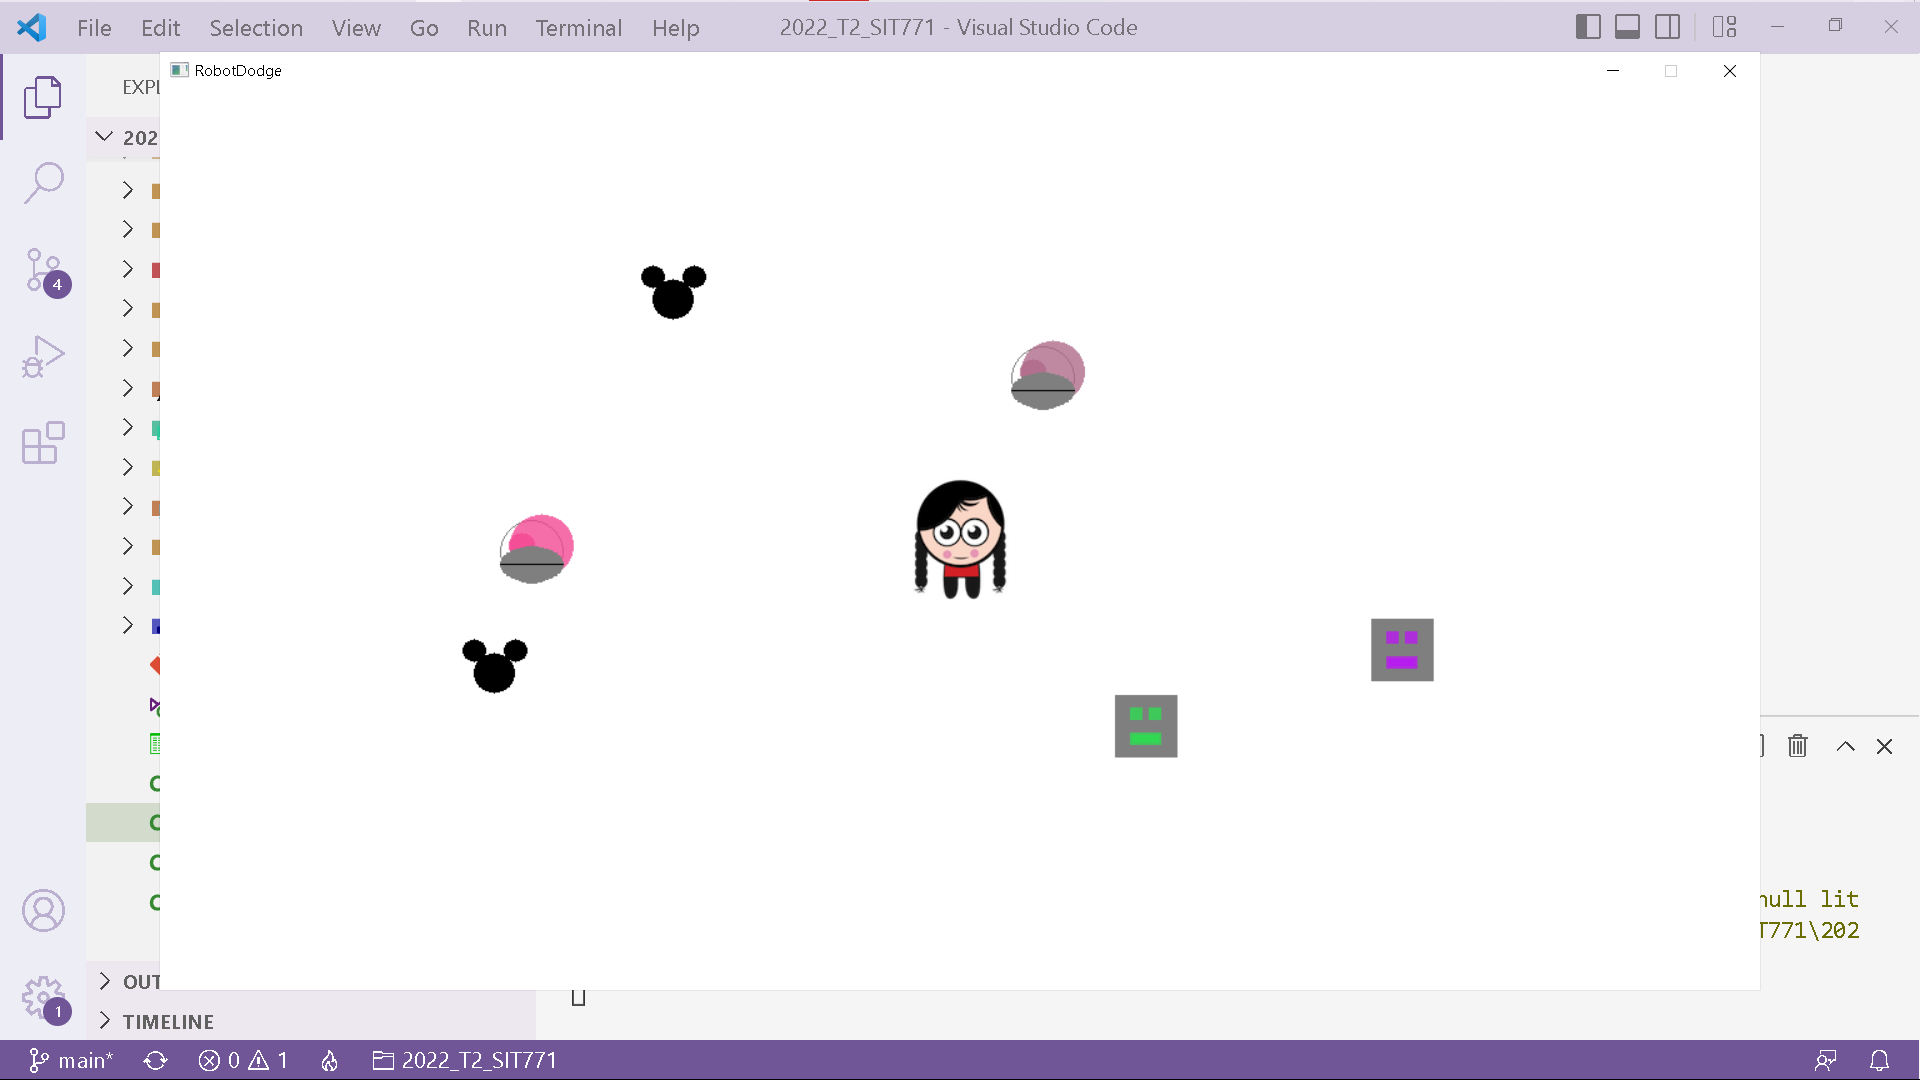 File Edit Selection View Go Run Terminal Help 2022_T2_SIT771 - Visual Studio Code
RobotDodge
EXPL
202
4
null lit
T771\202
OUT
1
TIMELINE
main* 0 1 2022_T2_SIT771